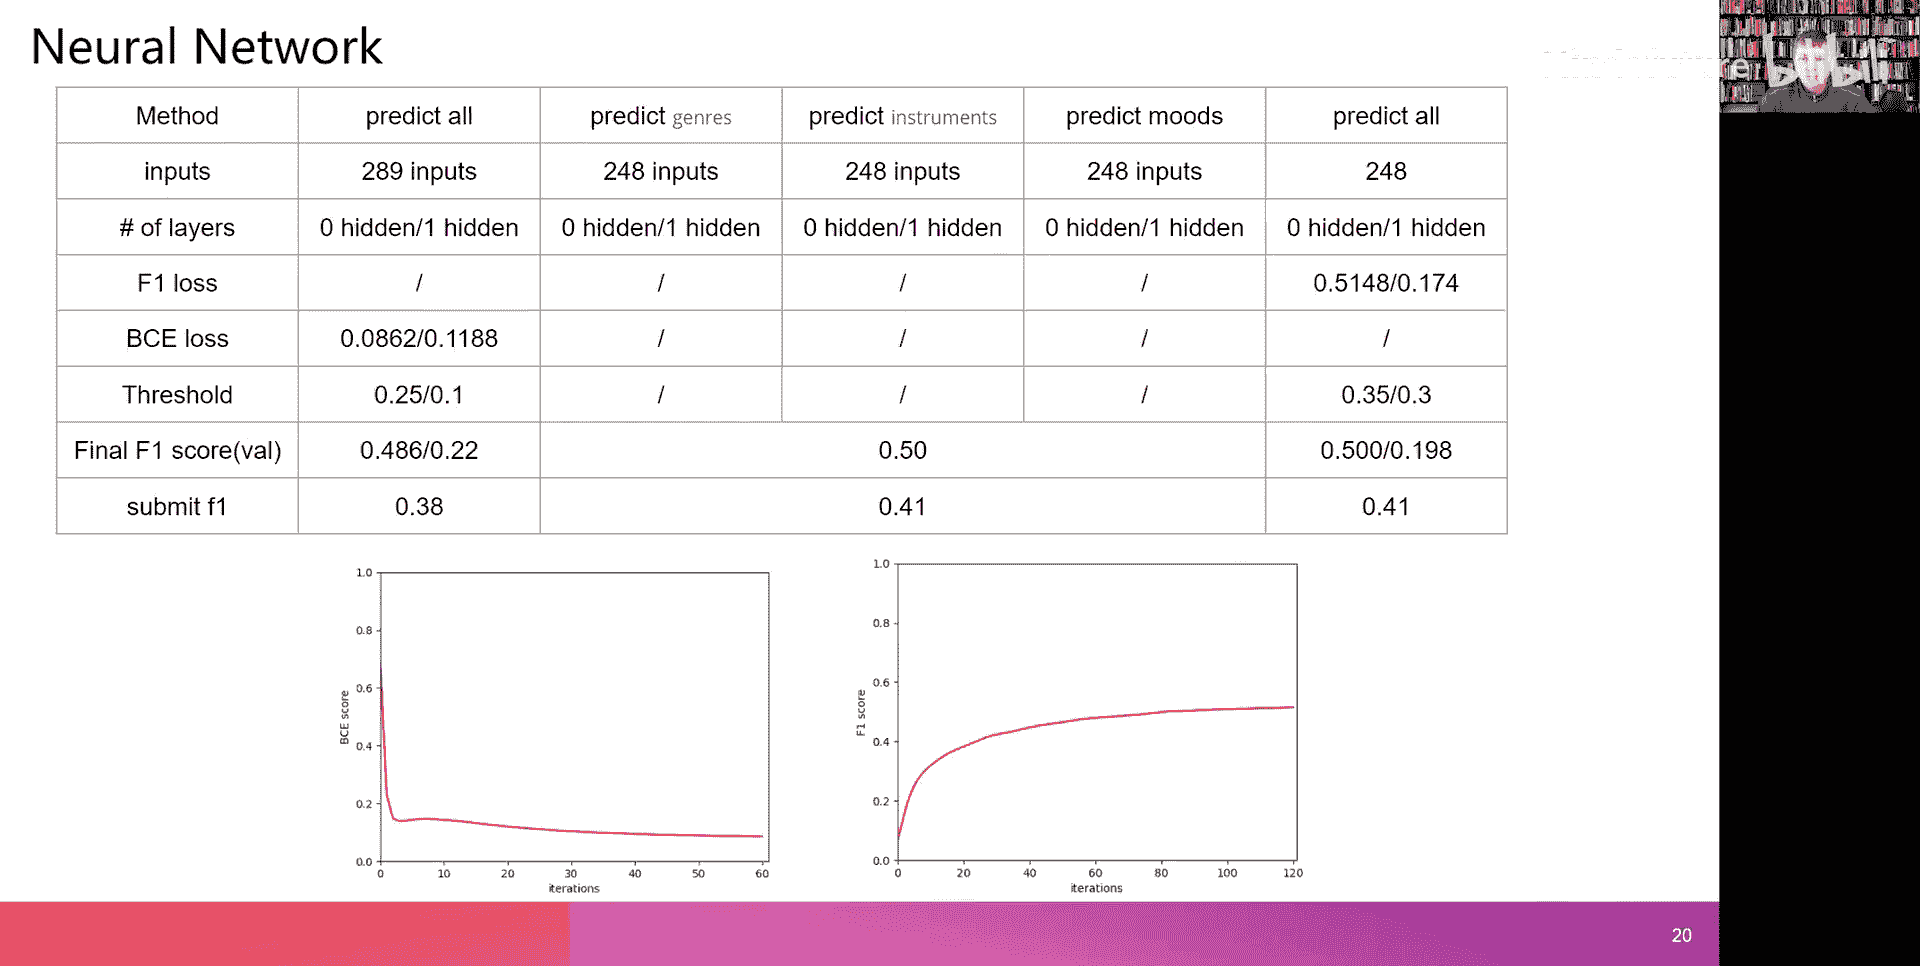 Neural Network
Method predict all predict genres predict instruments predict moods predict all
inputs 289 inputs 248 inputs 248 inputs 248 inputs 248
# of layers 0 hidden/1 hidden 0 hidden/1 hidden 0 hidden/1 hidden 0 hidden/1 hidden 0 hidden/1 hidden
F1 loss / / / / 0.5148/0.174
BCE loss 0.0862/0.1188 / / / /
Threshold 0.25/0.1 / / / 0.35/0.3
Final F1 score(val) 0.486/0.22 0.50 0.500/0.198
submit f1 0.38 0.41 0.41
1.0
0.8
0.6
0.4
0.2
0.0
BCE score
0 10 20 30 40 50 60
iterations
1.0
0.8
0.6
0.4
0.2
0.0
F1 score
0 20 40 60 80 100 120
iterations
20
bilibili